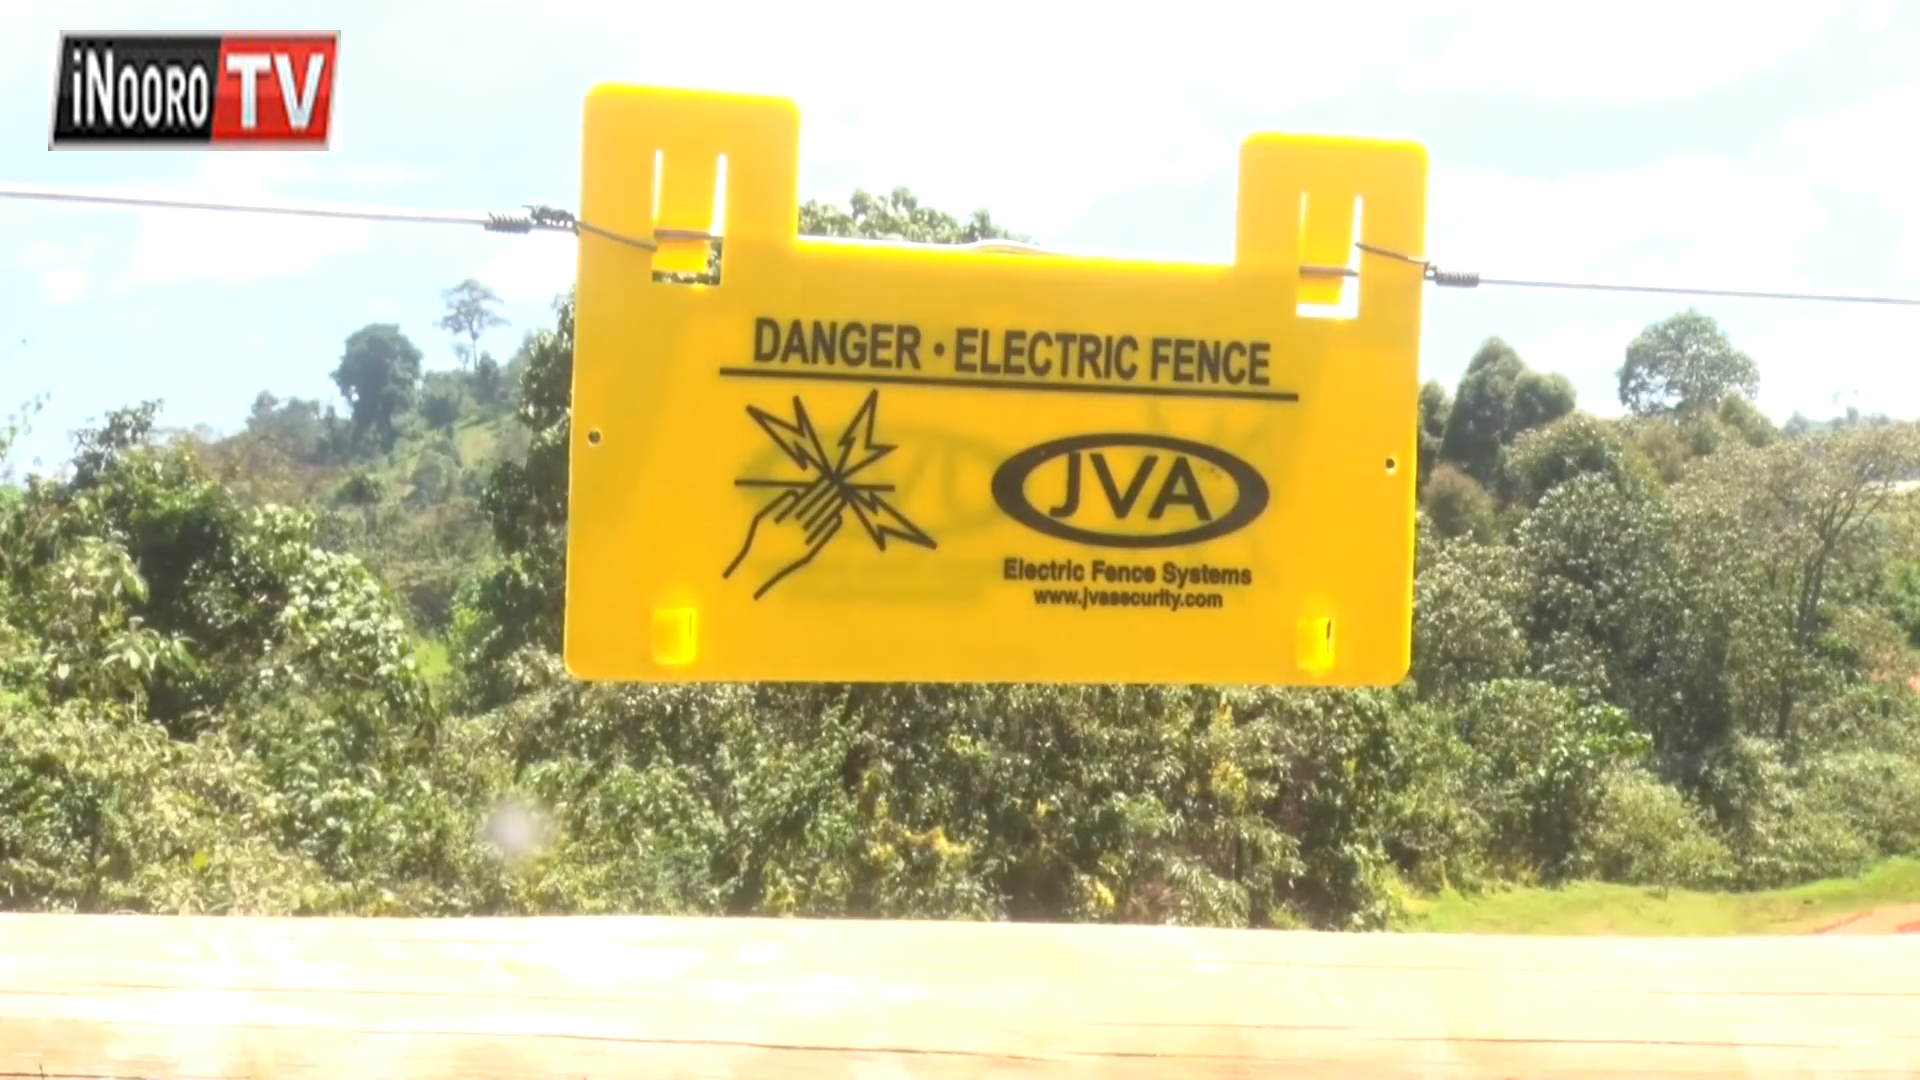 iNOORO TV
DANGER • ELECTRIC FENCE
JVA
Electric Fence Systems
www.jvasecurity.com